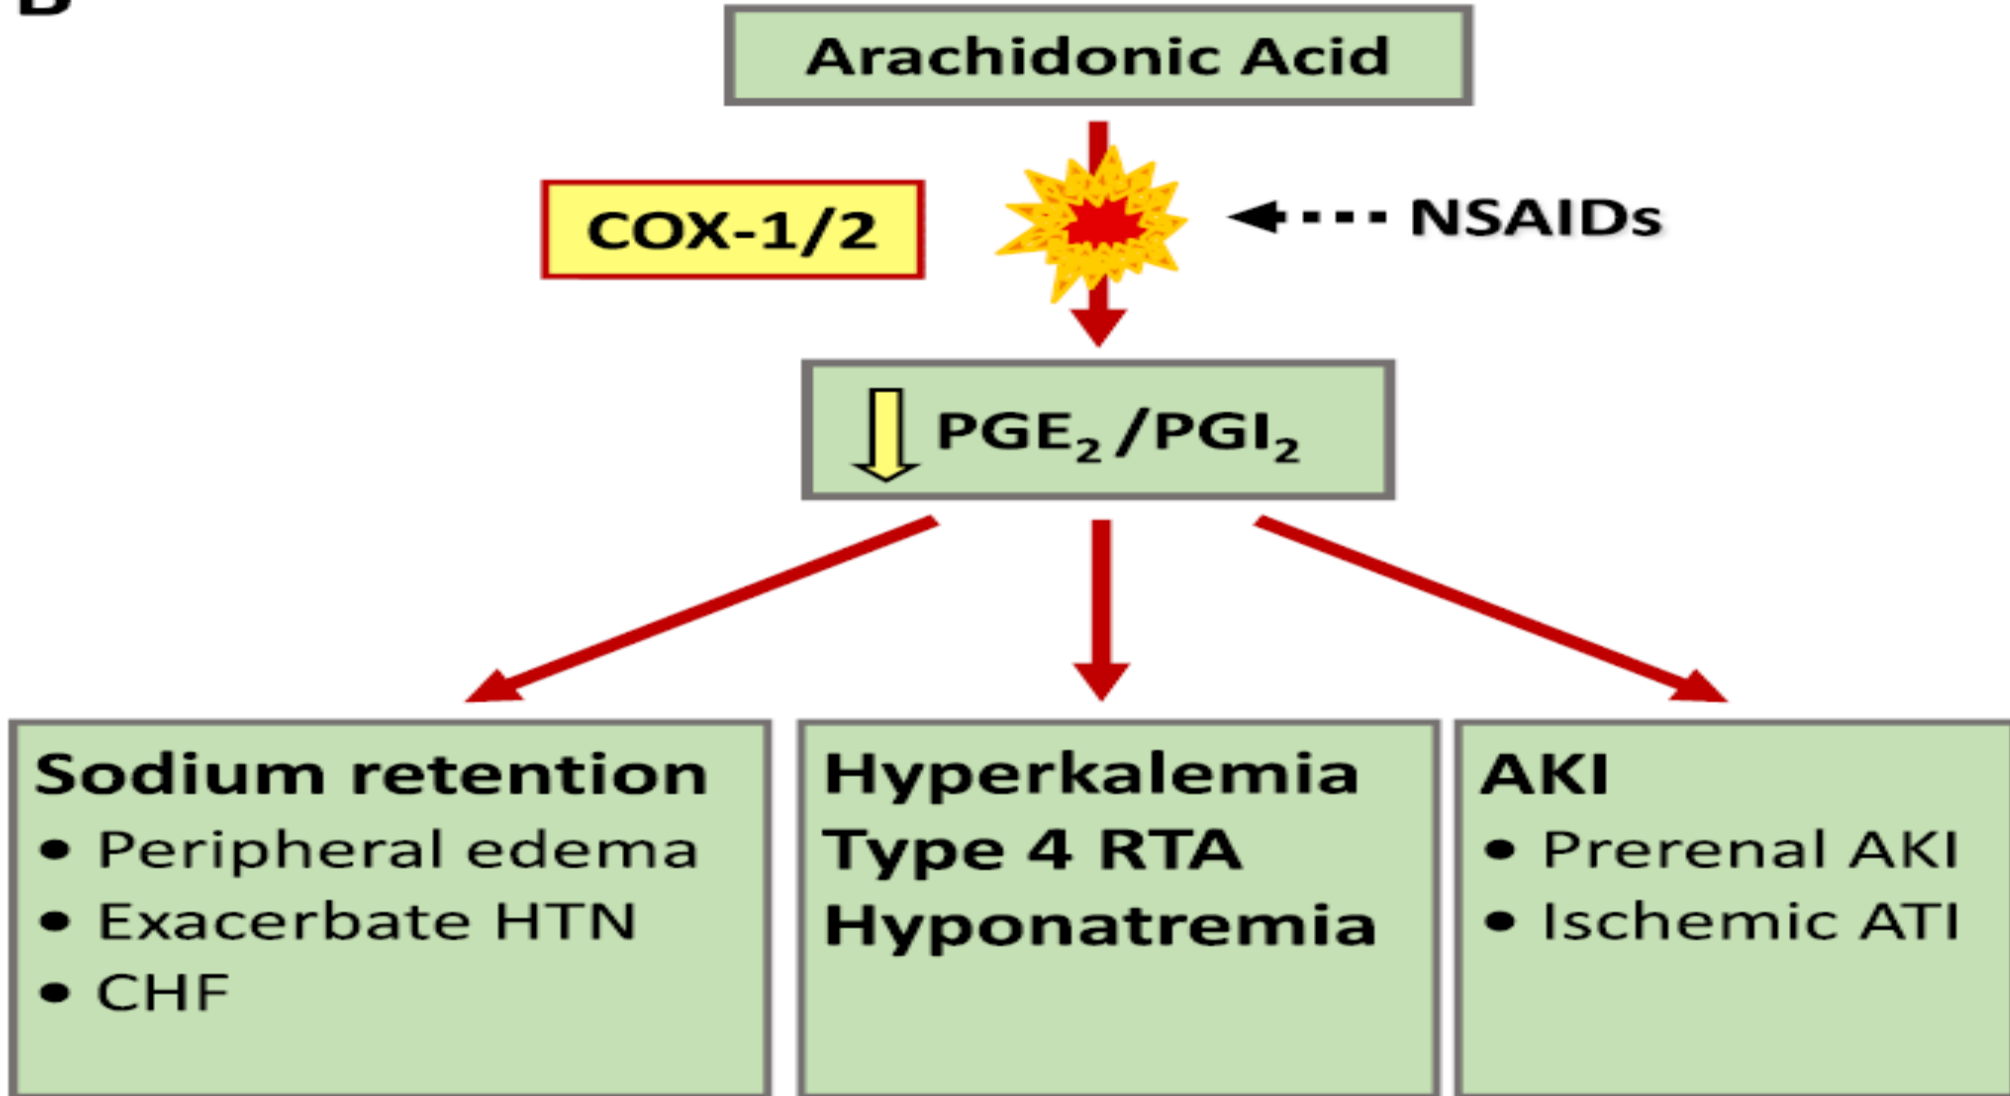 B
Arachidonic Acid
COX-1/2
NSAIDs
PGE₂ /PGI₂
Sodium retention
• Peripheral edema
• Exacerbate HTN
• CHF
Hyperkalemia
Type 4 RTA
Hyponatremia
AKI
• Prerenal AKI
• Ischemic ATI